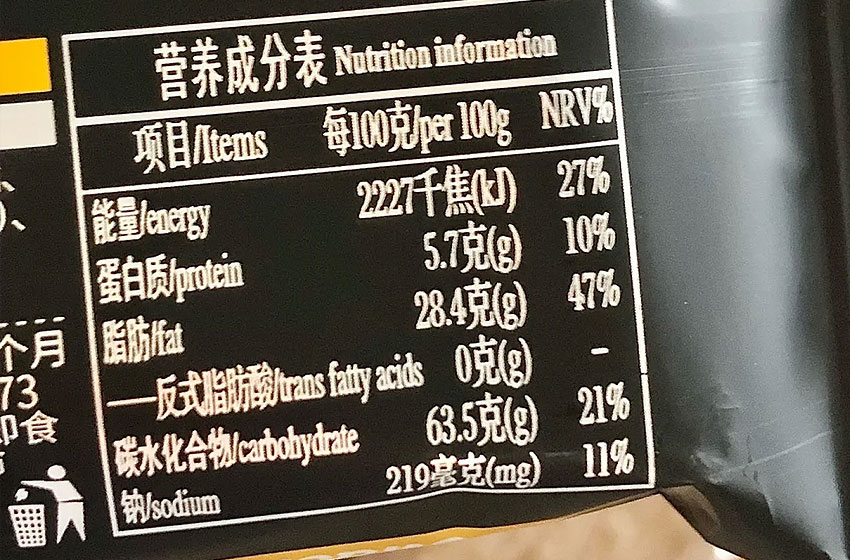 营养成分表 Nutrition information
项目/Items 每100克/per 100g NRV%
能量/energy 2227千焦(kJ) 27%
蛋白质/protein 5.7克(g) 10%
脂肪/fat 28.4克(g) 47%
——反式脂肪酸/trans fatty acids 0克(g) –
碳水化合物/carbohydrate 63.5克(g) 21%
钠/sodium 219毫克(mg) 11%
个月
73
即食